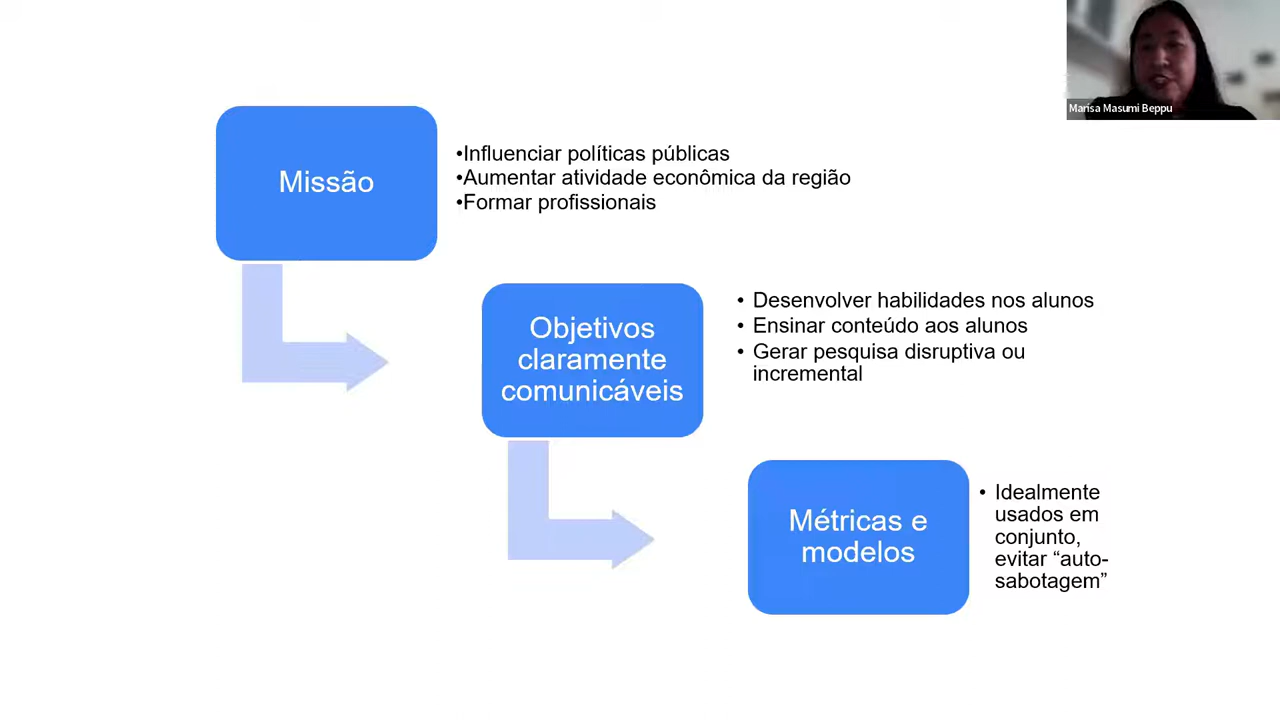 Marisa Masumi Beppu
Missão
•Influenciar políticas públicas
•Aumentar atividade econômica da região
•Formar profissionais
Objetivos
claramente
comunicáveis
• Desenvolver habilidades nos alunos
• Ensinar conteúdo aos alunos
• Gerar pesquisa disruptiva ou
incremental
Métricas e
modelos
• Idealmente
usados em
conjunto,
evitar “auto-
sabotagem”